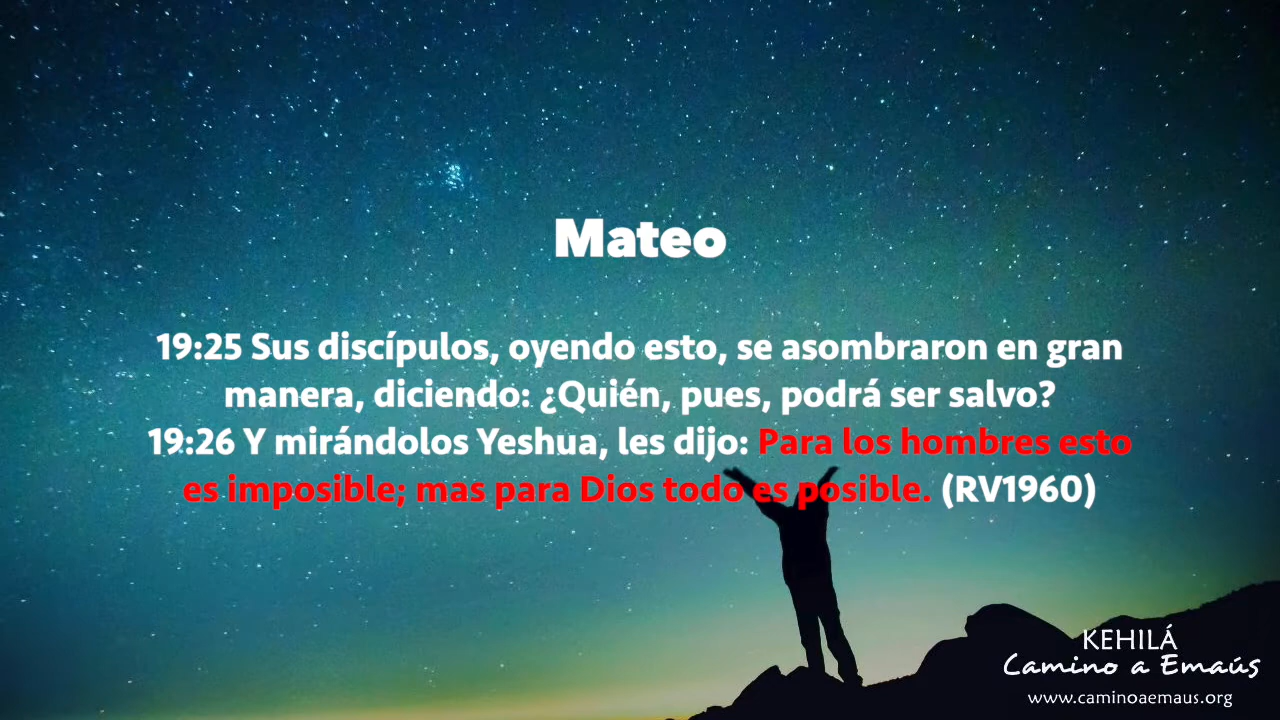 Mateo
19:25 Sus discípulos, oyendo esto, se asombraron en gran
manera, diciendo: ¿Quién, pues, podrá ser salvo?
19:26 Y mirándolos Yeshua, les dijo: Para los hombres esto
es imposible; mas para Dios todo es posible. (RV1960)
KEHILÁ
Camino a Emaús
www.caminoaemaus.org